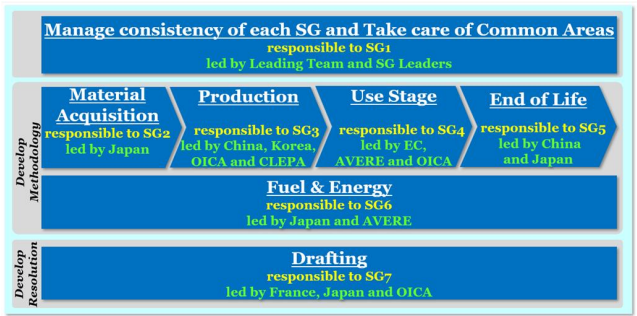 Manage consistency of each SG and Take care of Common Areas
responsible to SG1
led by Leading Team and SG Leaders
Develop
Methodology
Material
Acquisition
responsible to SG2
led by Japan
Production
responsible to SG3
led by China, Korea,
OICA and CLEPA
Use Stage
responsible to SG4
led by EC,
AVERE and OICA
End of Life
responsible to SG5
led by China
and Japan
Fuel & Energy
responsible to SG6
led by Japan and AVERE
Develop
Resolution
Drafting
responsible to SG7
led by France, Japan and OICA